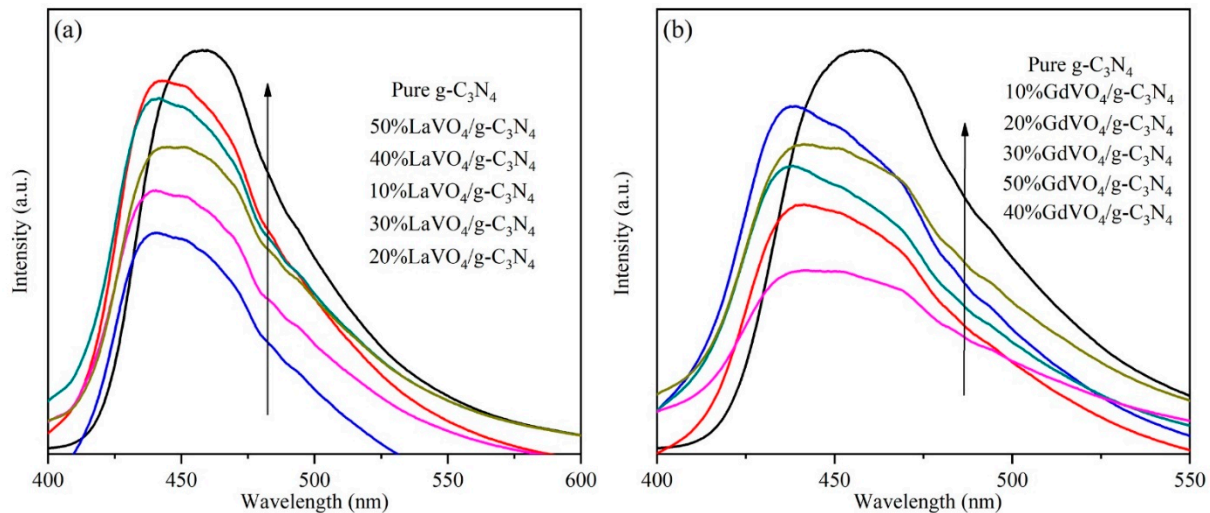 (a)
Pure g-C₃N₄
50%LaVO₄/g-C₃N₄
40%LaVO₄/g-C₃N₄
10%LaVO₄/g-C₃N₄
30%LaVO₄/g-C₃N₄
20%LaVO₄/g-C₃N₄
Intensity (a.u.)
400 450 500 550 600
Wavelength (nm)
(b)
Pure g-C₃N₄
10%GdVO₄/g-C₃N₄
20%GdVO₄/g-C₃N₄
30%GdVO₄/g-C₃N₄
50%GdVO₄/g-C₃N₄
40%GdVO₄/g-C₃N₄
Intensity (a.u.)
400 450 500 550
Wavelength (nm)